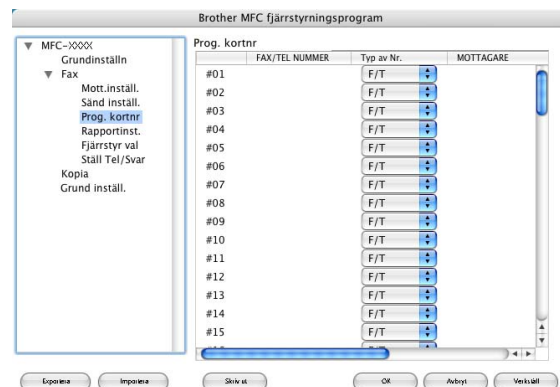 Brother MFC fjärrstyrningsprogram
MFC-XXXX
Grundinställn
Fax
Mott.inställ.
Sänd inställ.
Prog. kortnr
Rapportinst.
Fjärrstyr val
Ställ Tel/Svar
Kopia
Grund inställ.
Prog. kortnr
FAX/TEL NUMMER Typ av Nr. MOTTAGARE
#01 F/T
#02 F/T
#03 F/T
#04 F/T
#05 F/T
#06 F/T
#07 F/T
#08 F/T
#09 F/T
#10 F/T
#11 F/T
#12 F/T
#13 F/T
#14 F/T
#15 F/T
Exportera Importera Skriv ut OK Avbryt Verkställ